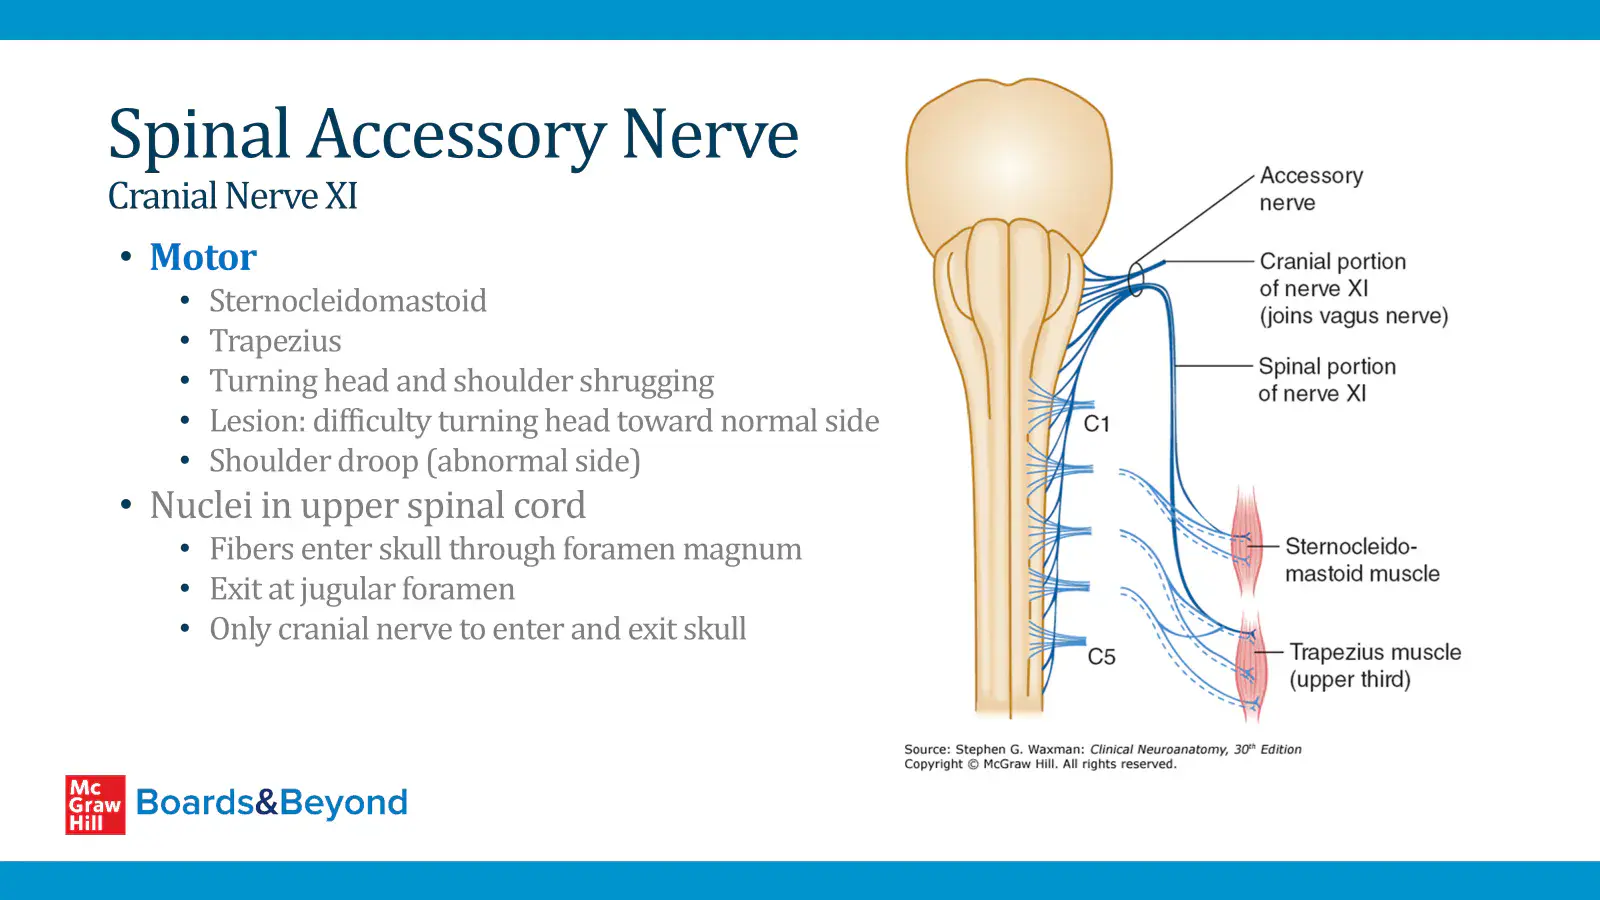 Spinal Accessory Nerve
Cranial Nerve XI
• Motor
• Sternocleidomastoid
• Trapezius
• Turning head and shoulder shrugging
• Lesion: difficulty turning head toward normal side
• Shoulder droop (abnormal side)
• Nuclei in upper spinal cord
• Fibers enter skull through foramen magnum
• Exit at jugular foramen
• Only cranial nerve to enter and exit skull
Accessory
nerve
Cranial portion
of nerve XI
(joins vagus nerve)
Spinal portion
of nerve XI
C1
C5
Sternocleido-
mastoid muscle
Trapezius muscle
(upper third)
Source: Stephen G. Waxman: Clinical Neuroanatomy, 30th Edition
Copyright © McGraw Hill. All rights reserved.
Mc
Graw
Hill
Boards&Beyond